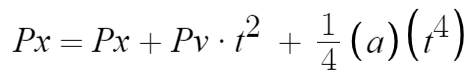 Px = Px + Pv · t² + 1/4 (a)(t⁴)